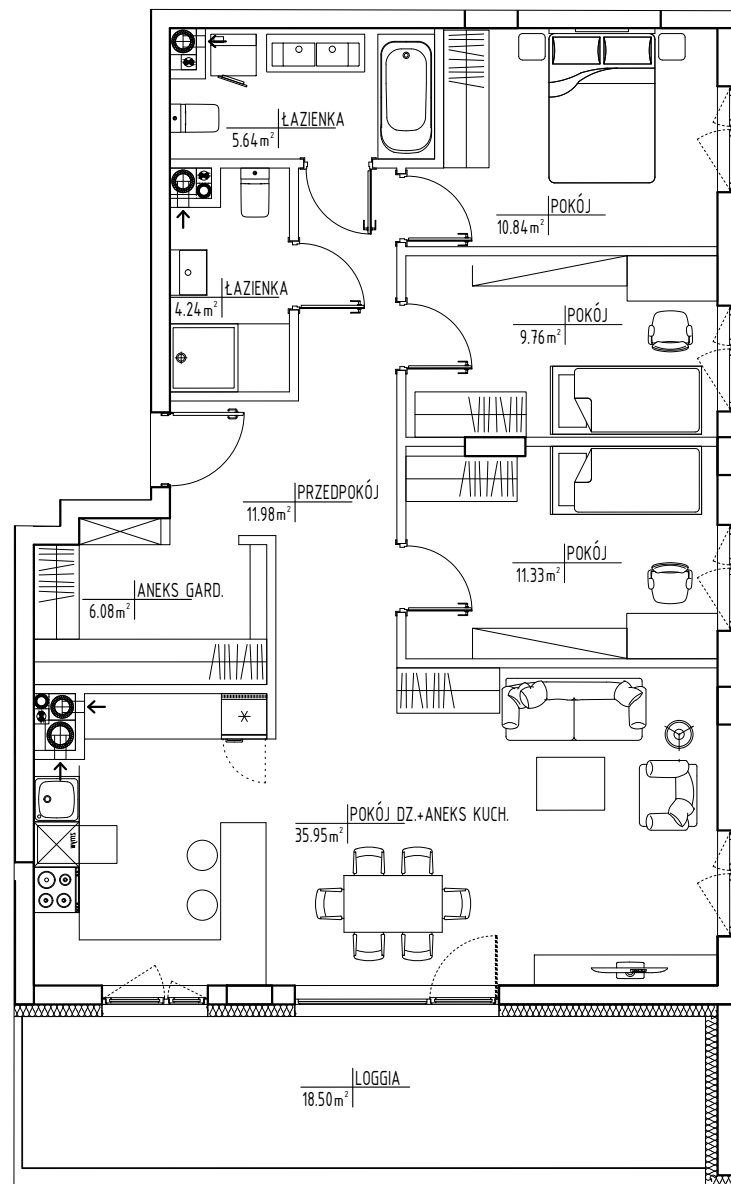 ŁAZIENKA
5.64m²
POKÓJ
10.84m²
ŁAZIENKA
4.24m²
POKÓJ
9.76m²
PRZEDPOKÓJ
11.98m²
POKÓJ
11.33m²
ANEKS GARD.
6.08m²
POKÓJ DZ.+ANEKS KUCH.
35.95m²
LOGGIA
18.50m²